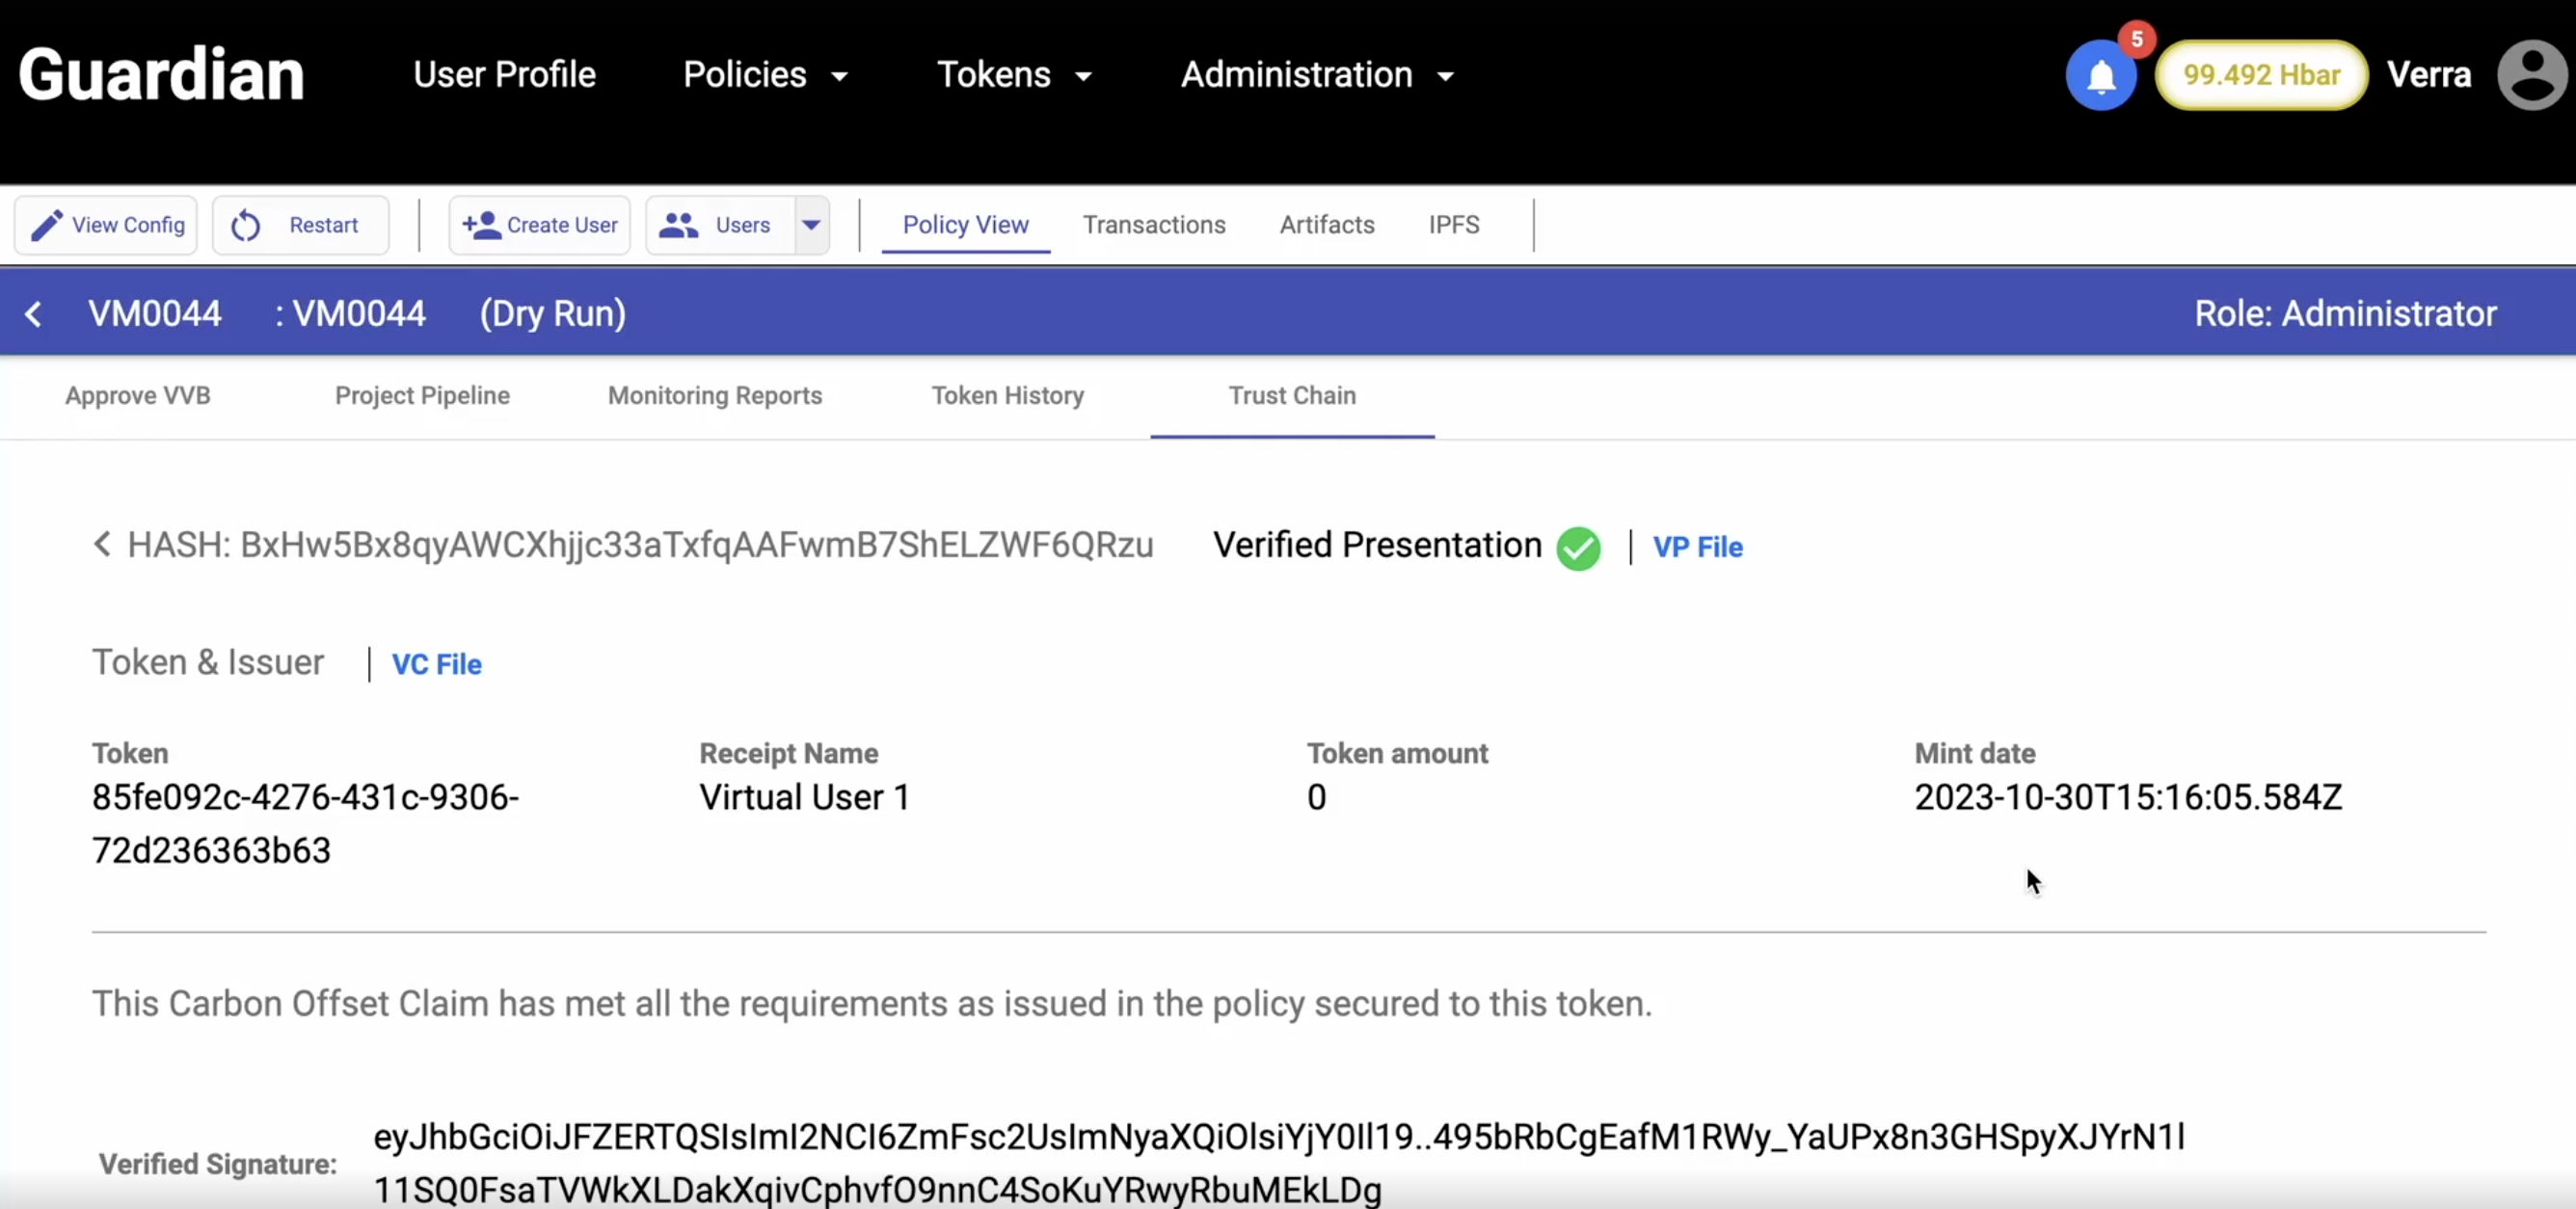 Guardian User Profile Policies Tokens Administration 5 99.492 Hbar Verra
View Config Restart Create User Users Policy View Transactions Artifacts IPFS
VM0044 : VM0044 (Dry Run) Role: Administrator
Approve VVB Project Pipeline Monitoring Reports Token History Trust Chain
HASH: BxHw5Bx8qyAWCXhjjc33aTxfqAAFwmB7ShELZWF6QRzu Verified Presentation | VP File
Token & Issuer | VC File
Token Receipt Name Token amount Mint date
85fe092c-4276-431c-9306- Virtual User 1 0 2023-10-30T15:16:05.584Z
72d236363b63
This Carbon Offset Claim has met all the requirements as issued in the policy secured to this token.
eyJhbGciOiJFZERTQSIsImI2NCI6ZmFsc2UsImNyaXQiOlsiYjY0Il19..495bRbCgEafM1RWy_YaUPx8n3GHSpyXJYrN1l
Verified Signature:
11SQ0FsaTVWkXLDakXqivCphvfO9nnC4SoKuYRwyRbuMEkLDg